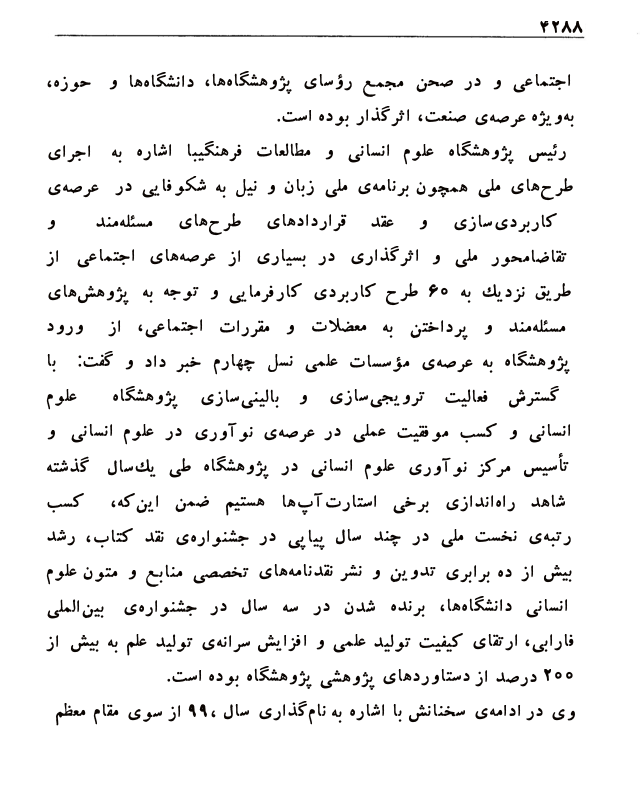 ۴۲۸۸
اجتماعی و در صحن مجمع رؤسای پژوهشگاه‌ها، دانشگاه‌ها و حوزه،
به‌ویژه عرصه‌ی صنعت، اثرگذار بوده است.
رئیس پژوهشگاه علوم انسانی و مطالعات فرهنگیبا اشاره به اجرای
طرح‌های ملی همچون برنامه‌ی ملی زبان و نیل به شکوفایی در عرصه‌ی
کاربردی‌سازی و عقد قراردادهای طرح‌های مسئله‌مند و
تقاضامحور ملی و اثرگذاری در بسیاری از عرصه‌های اجتماعی از
طریق نزدیك به ۶۰ طرح کاربردی کارفرمایی و توجه به پژوهش‌های
مسئله‌مند و پرداختن به معضلات و مقررات اجتماعی، از ورود
پژوهشگاه به عرصه‌ی مؤسسات علمی نسل چهارم خبر داد و گفت: با
گسترش فعالیت ترویجی‌سازی و بالینی‌سازی پژوهشگاه علوم
انسانی و کسب موفقیت عملی در عرصه‌ی نوآوری در علوم انسانی و
تأسیس مرکز نوآوری علوم انسانی در پژوهشگاه طی یك‌سال گذشته
شاهد راه‌اندازی برخی استارت‌آپ‌ها هستیم ضمن این‌که، کسب
رتبه‌ی نخست ملی در چند سال پیاپی در جشنواره‌ی نقد کتاب، رشد
بیش از ده برابری تدوین و نشر نقدنامه‌های تخصصی منابع و متون علوم
انسانی دانشگاه‌ها، برنده شدن در سه سال در جشنواره‌ی بین‌المللی
فارابی، ارتقای کیفیت تولید علمی و افزایش سرانه‌ی تولید علم به بیش از
۲۰۰ درصد از دستاوردهای پژوهشی پژوهشگاه بوده است.
وی در ادامه‌ی سخنانش با اشاره به نام‌گذاری سال ،۹۹ از سوی مقام معظم